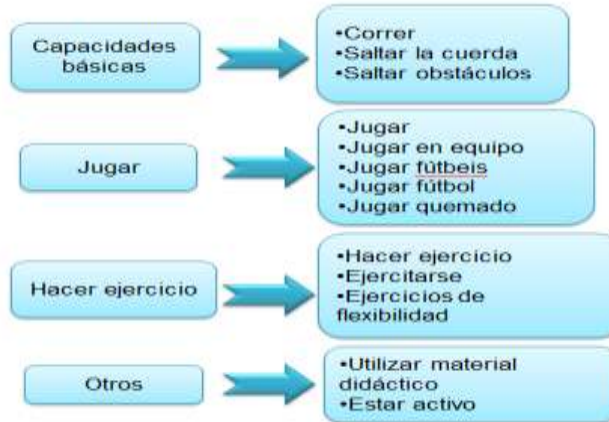 Capacidades
básicas
•Correr
•Saltar la cuerda
•Saltar obstáculos
Jugar
•Jugar
•Jugar en equipo
•Jugar fútbeis
•Jugar fútbol
•Jugar quemado
Hacer ejercicio
•Hacer ejercicio
•Ejercitarse
•Ejercicios de
flexibilidad
Otros
•Utilizar material
didáctico
•Estar activo